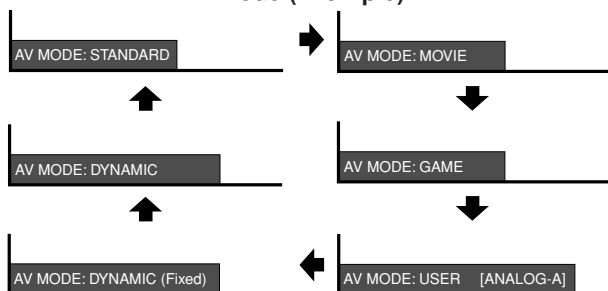 AV MODE: STANDARD
AV MODE: MOVIE
AV MODE: DYNAMIC
AV MODE: GAME
AV MODE: DYNAMIC (Fixed)
AV MODE: USER [ANALOG-A]